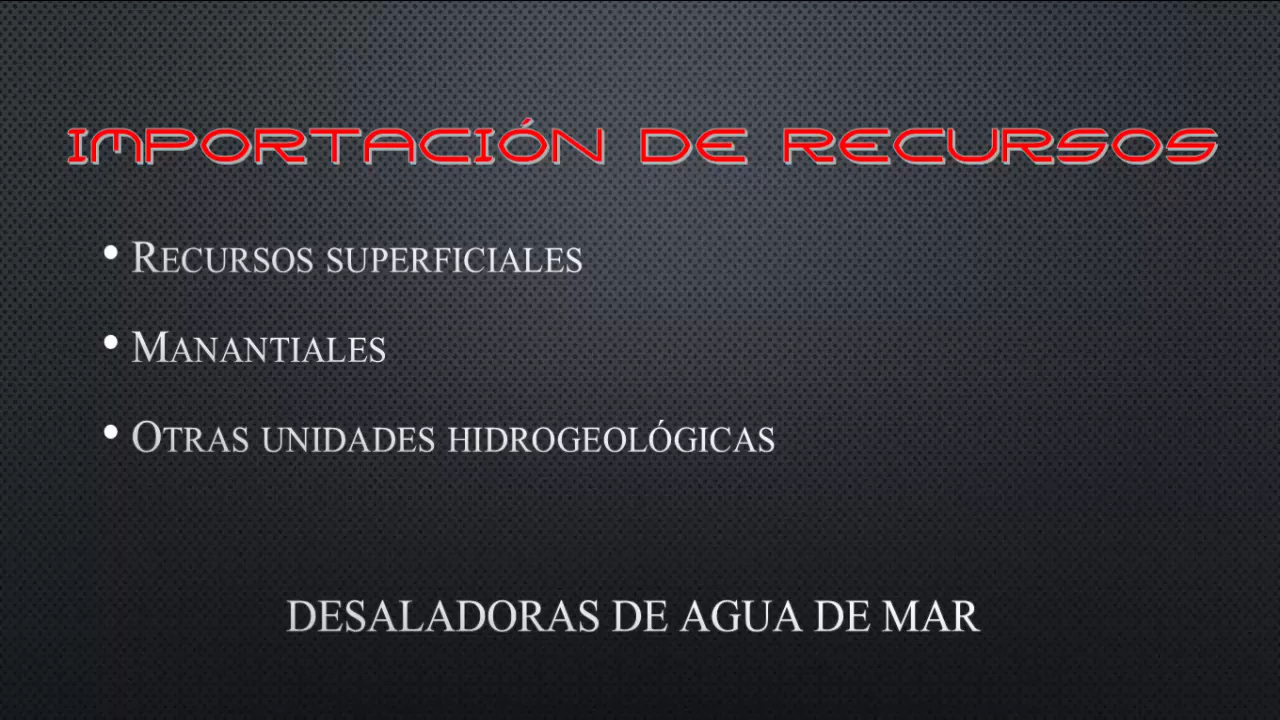 IMPORTACIÓN DE RECURSOS
• RECURSOS SUPERFICIALES
• MANANTIALES
• OTRAS UNIDADES HIDROGEOLÓGICAS
DESALADORAS DE AGUA DE MAR